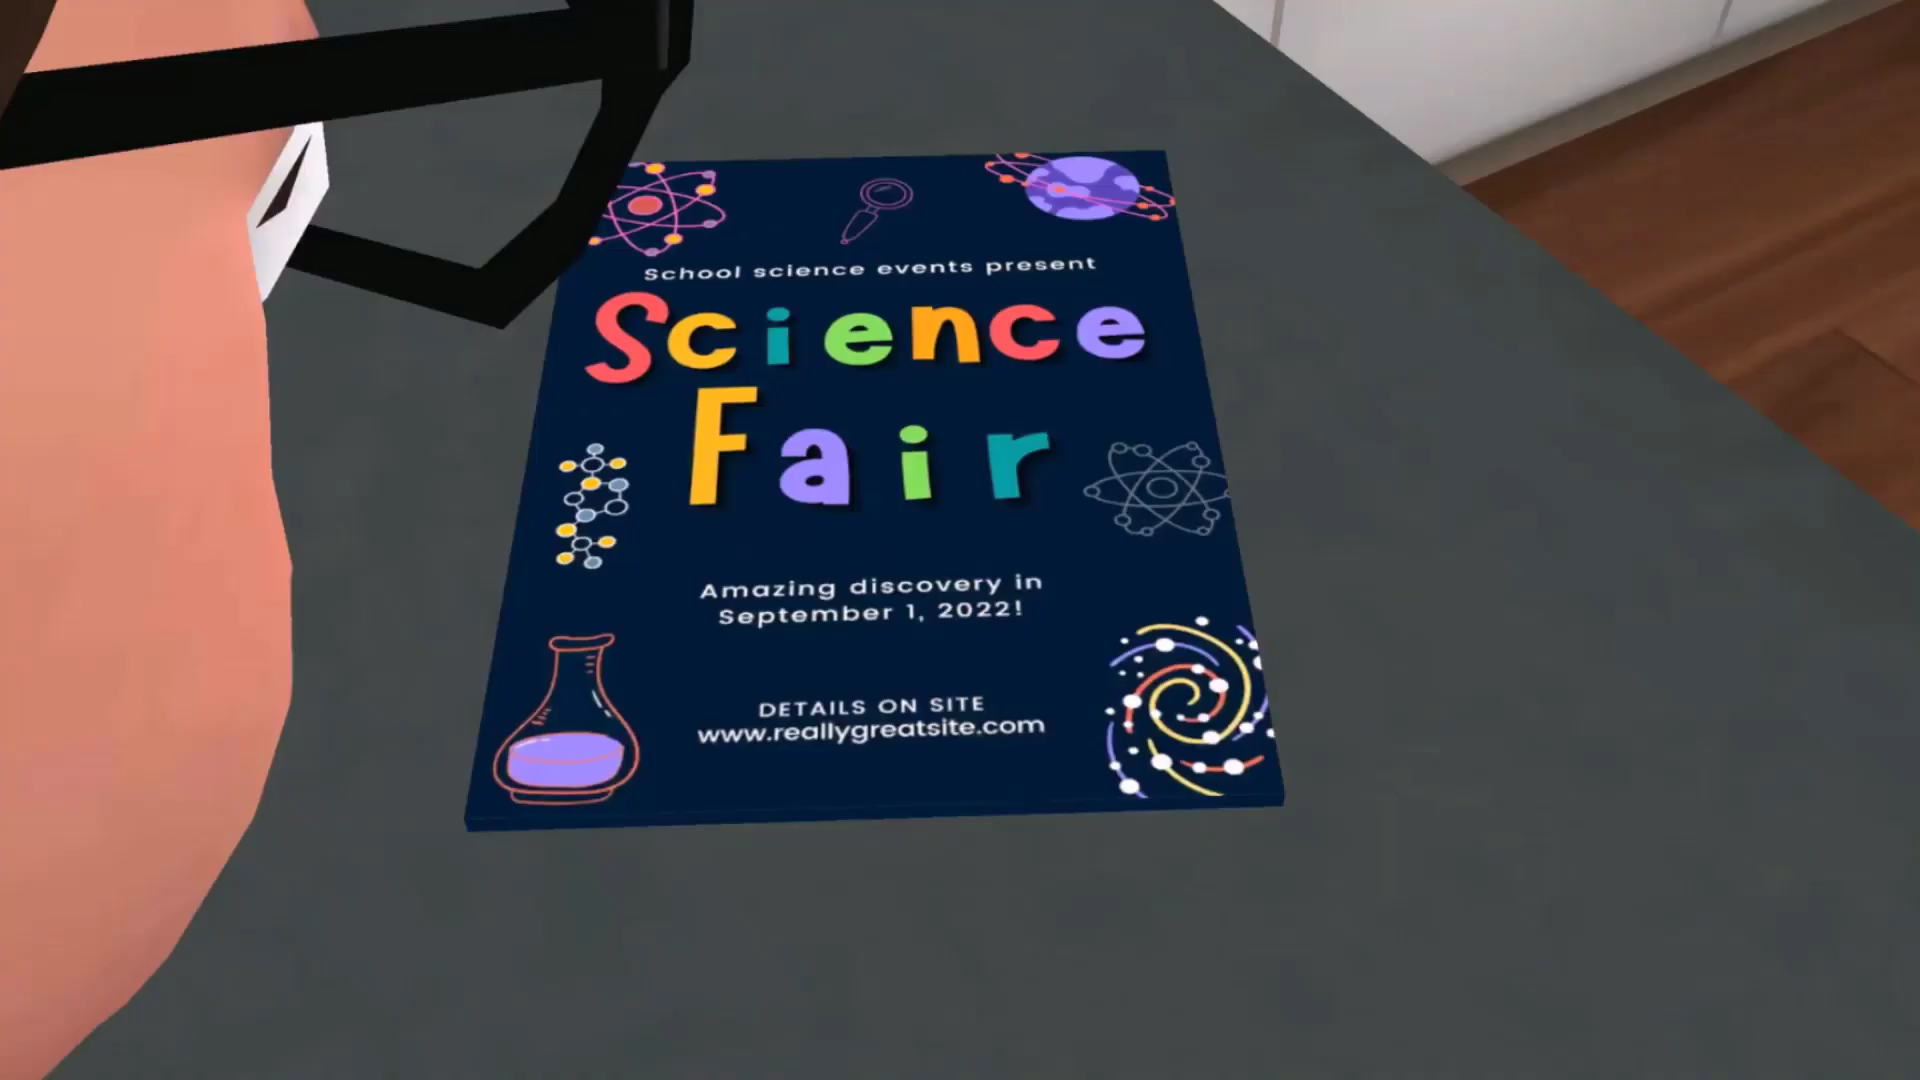 School science events present
Science
Fair
Amazing discovery in
September 1, 2022!
DETAILS ON SITE
www.reallygreatsite.com